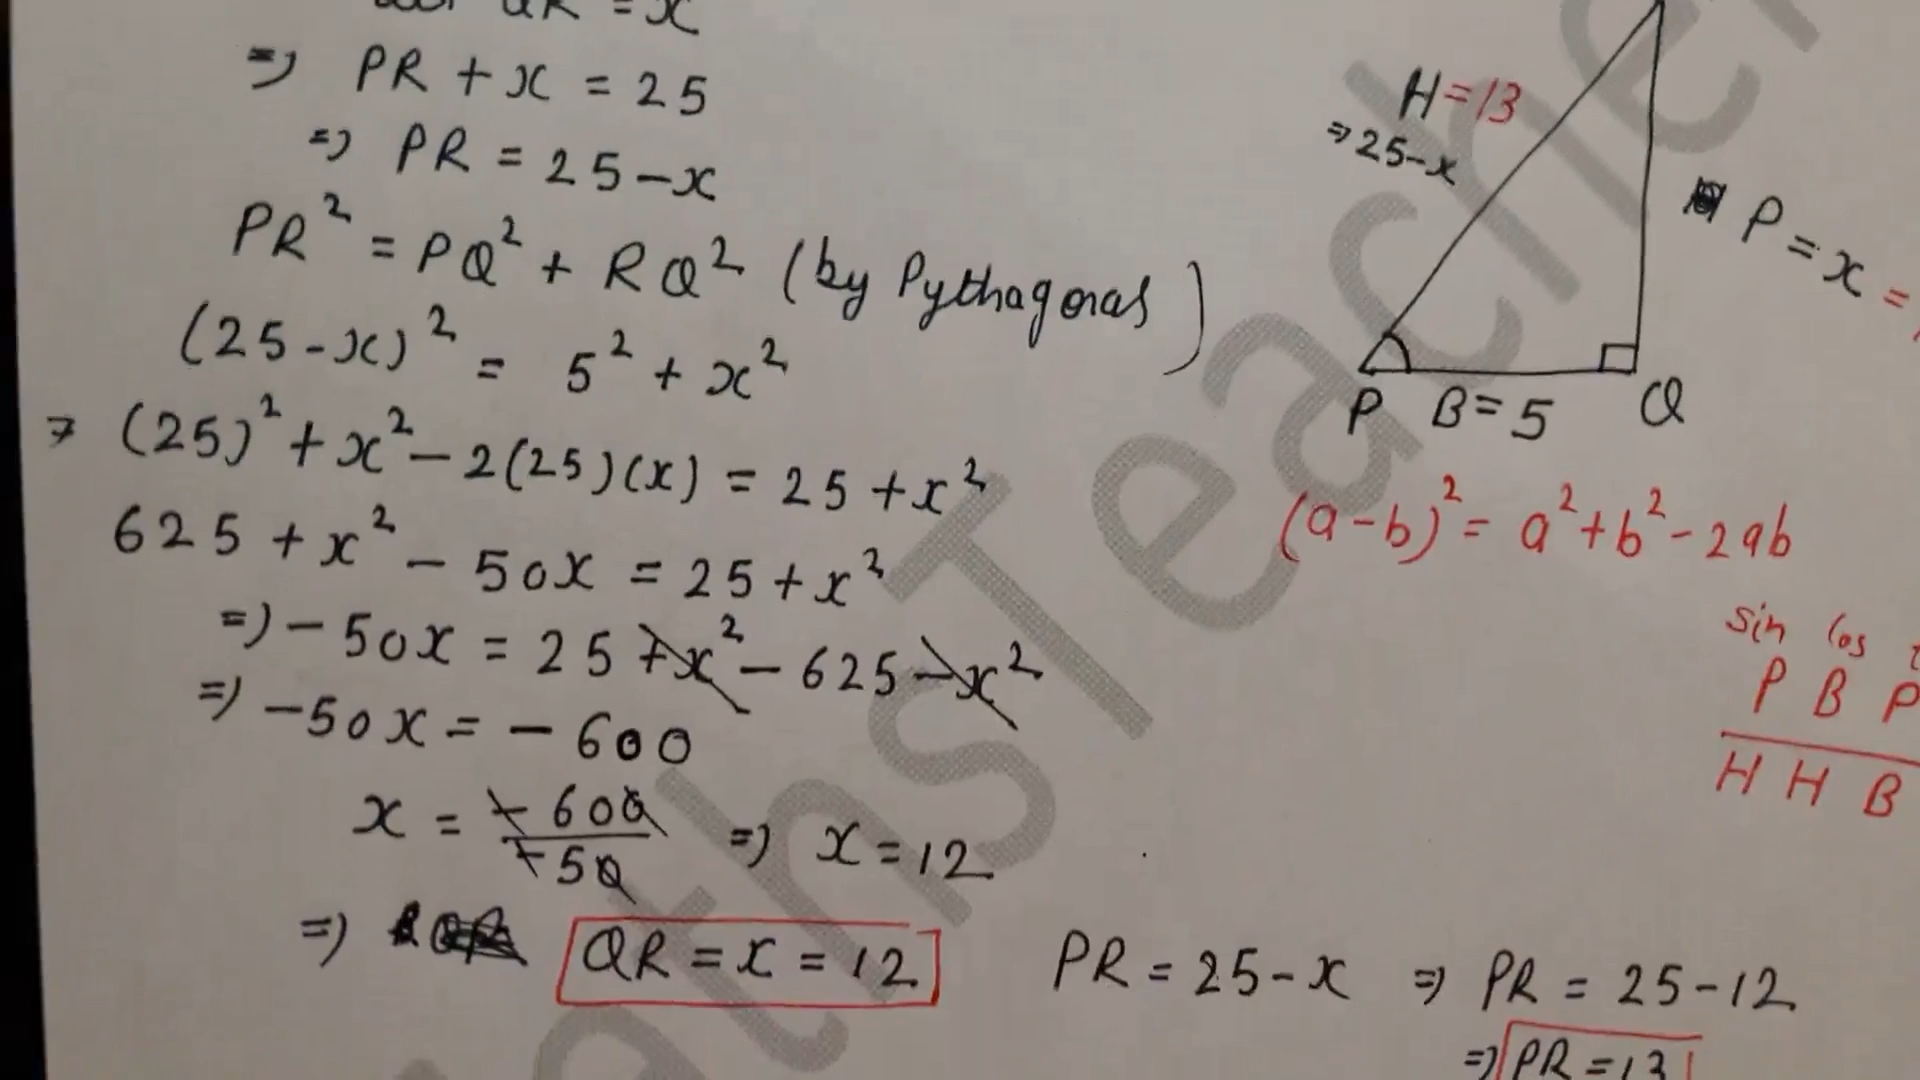 QR = x
⇒ PR + x = 25
⇒ PR = 25 - x
PR² = PQ² + RQ² (by Pythagoras)
(25 - x)² = 5² + x²
⇒ (25)² + x² - 2(25)(x) = 25 + x²
625 + x² - 50x = 25 + x²
⇒ -50x = 25 + x² - 625 - x²
⇒ -50x = - 600
x = -600 / -50 ⇒ x = 12
⇒ QR = x = 12
PR = 25 - x ⇒ PR = 25 - 12
⇒ PR = 13
H = 13
⇒ 25 - x
P = x =
P B = 5 Q
(a-b)² = a² + b² - 2ab
sin cos
P B P
H H B
athsTeacher